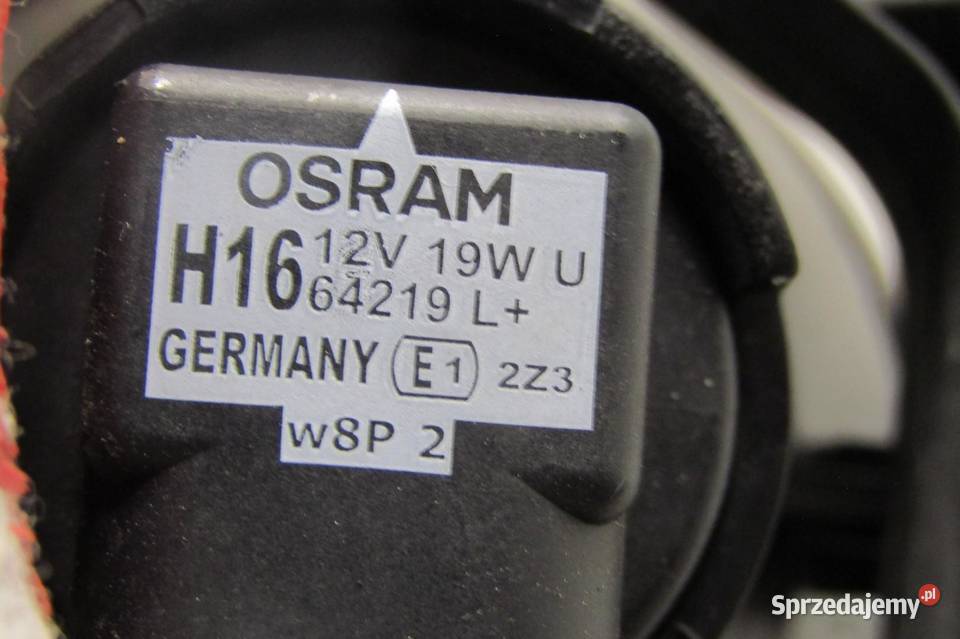 OSRAM
H16 12V 19W U
64219 L+
GERMANY E1 2Z3
W8P 2
Sprzedajemy.pl